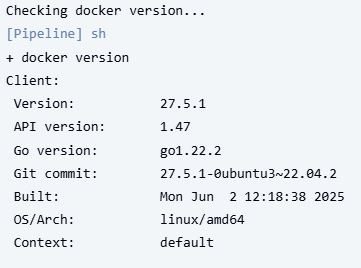 Checking docker version...
[Pipeline] sh
+ docker version
Client:
 Version:           27.5.1
 API version:       1.47
 Go version:        go1.22.2
 Git commit:        27.5.1-0ubuntu3~22.04.2
 Built:             Mon Jun  2 12:18:38 2025
 OS/Arch:           linux/amd64
 Context:           default